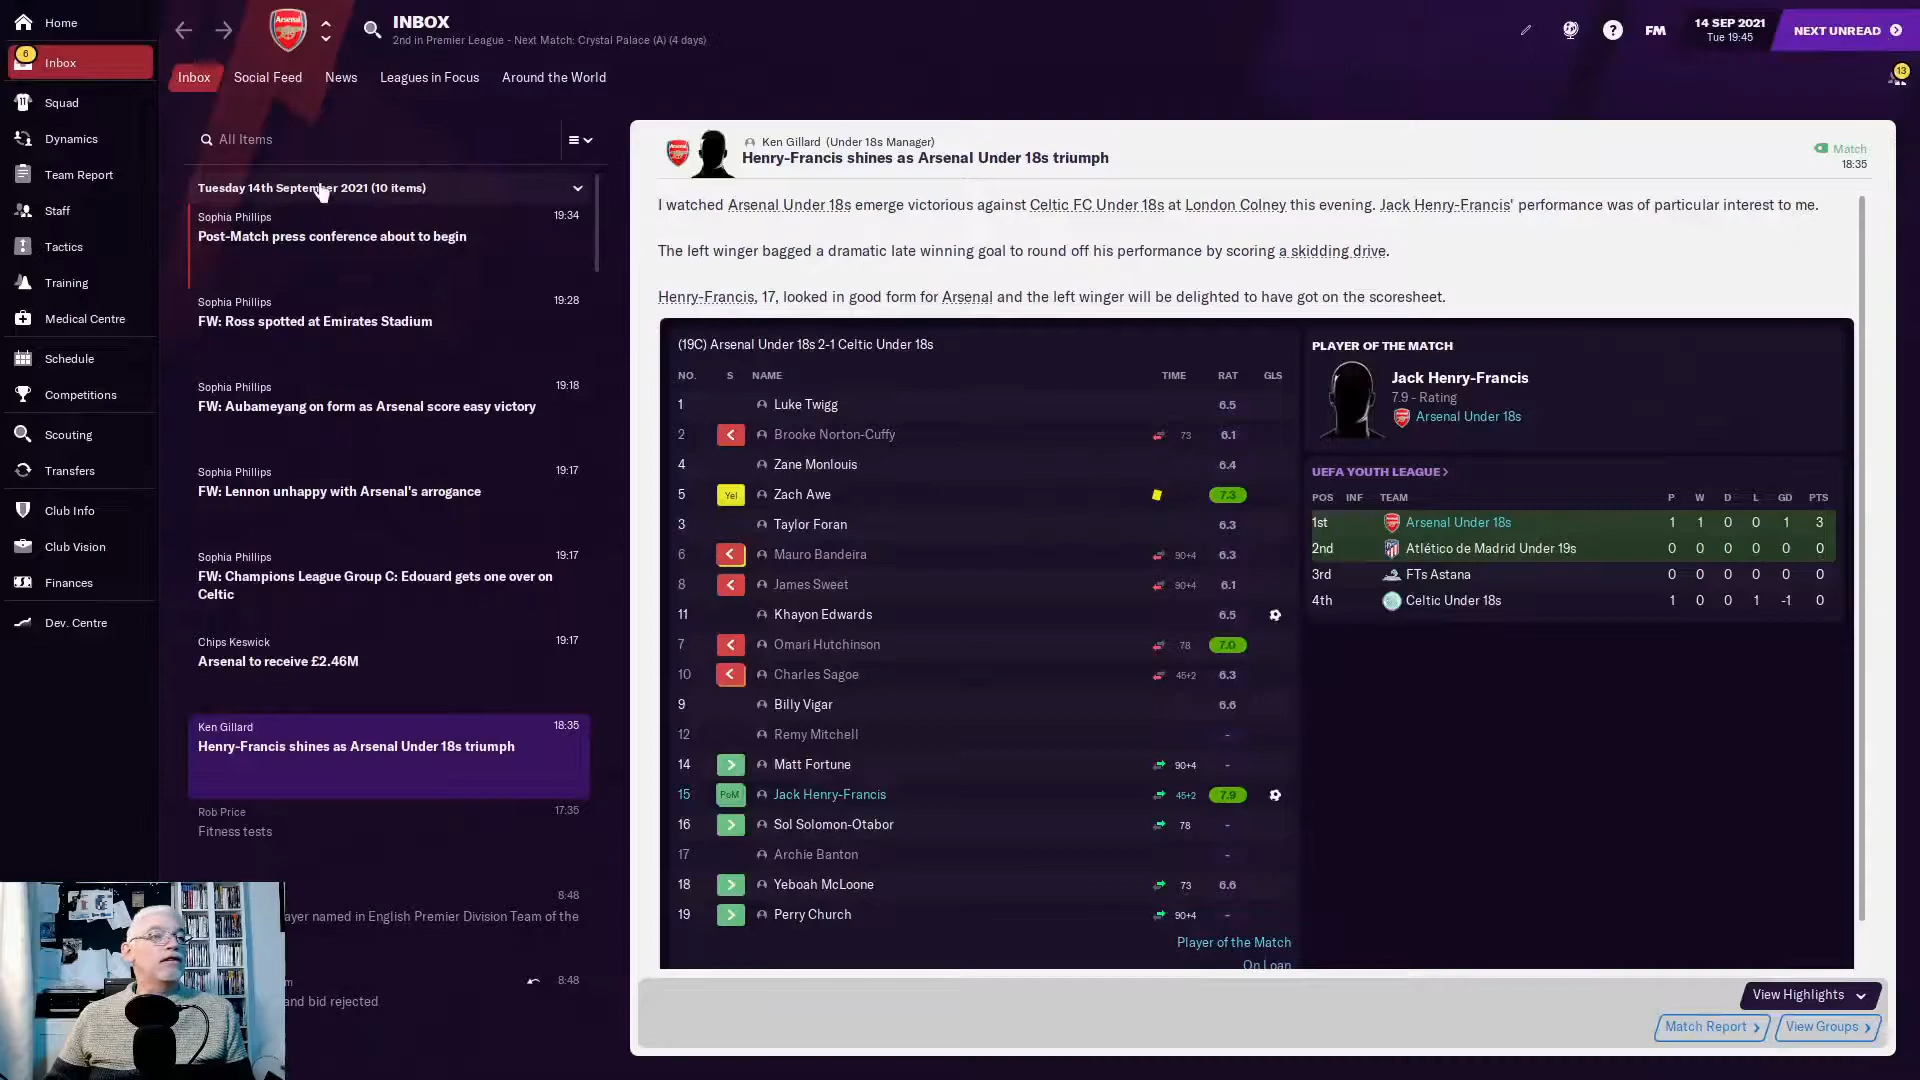 Home
6
Inbox
Squad
Dynamics
Team Report
Staff
Tactics
Training
Medical Centre
Schedule
Competitions
Scouting
Transfers
Club Info
Club Vision
Finances
Dev. Centre
Arsenal
INBOX
2nd in Premier League - Next Match: Crystal Palace (A) (4 days)
FM
14 SEP 2021
Tue 19:45
NEXT UNREAD
13
Inbox Social Feed News Leagues in Focus Around the World
All Items
Tuesday 14th September 2021 (10 items)
Sophia Phillips 19:34
Post-Match press conference about to begin
Sophia Phillips 19:28
FW: Ross spotted at Emirates Stadium
Sophia Phillips 19:18
FW: Aubameyang on form as Arsenal score easy victory
Sophia Phillips 19:17
FW: Lennon unhappy with Arsenal's arrogance
Sophia Phillips 19:17
FW: Champions League Group C: Edouard gets one over on
Celtic
Chips Keswick 19:17
Arsenal to receive £2.46M
Ken Gillard 18:35
Henry-Francis shines as Arsenal Under 18s triumph
Rob Price 17:35
Fitness tests
8:48
ayer named in English Premier Division Team of the
m 8:48
and bid rejected
Ken Gillard (Under 18s Manager)
Henry-Francis shines as Arsenal Under 18s triumph
Match
18:35
I watched Arsenal Under 18s emerge victorious against Celtic FC Under 18s at London Colney this evening. Jack Henry-Francis' performance was of particular interest to me.
The left winger bagged a dramatic late winning goal to round off his performance by scoring a skidding drive.
Henry-Francis, 17, looked in good form for Arsenal and the left winger will be delighted to have got on the scoresheet.
(19C) Arsenal Under 18s 2-1 Celtic Under 18s
NO. S NAME TIME RAT GLS
1 Luke Twigg 6.5
2 Brooke Norton-Cuffy 73 6.1
4 Zane Monlouis 6.4
5 Yel Zach Awe 7.3
3 Taylor Foran 6.3
6 Mauro Bandeira 90+4 6.3
8 James Sweet 90+4 6.1
11 Khayon Edwards 6.5
7 Omari Hutchinson 78 7.0
10 Charles Sagoe 45+2 6.3
9 Billy Vigar 6.6
12 Remy Mitchell -
14 Matt Fortune 90+4 -
15 PoM Jack Henry-Francis 45+2 7.9
16 Sol Solomon-Otabor 78 -
17 Archie Banton -
18 Yeboah McLoone 73 6.6
19 Perry Church 90+4 -
Player of the Match
On Loan
PLAYER OF THE MATCH
Jack Henry-Francis
7.9 - Rating
Arsenal Under 18s
UEFA YOUTH LEAGUE >
POS INF TEAM P W D L GD PTS
1st Arsenal Under 18s 1 1 0 0 1 3
2nd Atlético de Madrid Under 19s 0 0 0 0 0 0
3rd FTs Astana 0 0 0 0 0 0
4th Celtic Under 18s 1 0 0 1 -1 0
View Highlights
Match Report >
View Groups >